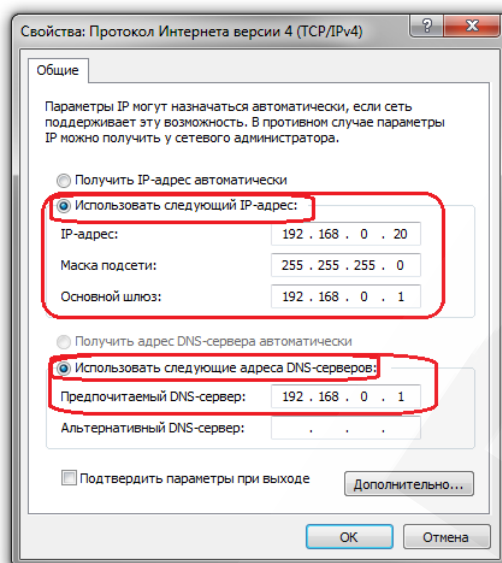 Свойства: Протокол Интернета версии 4 (TCP/IPv4)
Общие
Параметры IP могут назначаться автоматически, если сеть
поддерживает эту возможность. В противном случае параметры
IP можно получить у сетевого администратора.
Получить IP-адрес автоматически
Использовать следующий IP-адрес:
IP-адрес: 192 . 168 . 0 . 20
Маска подсети: 255 . 255 . 255 . 0
Основной шлюз: 192 . 168 . 0 . 1
Получить адрес DNS-сервера автоматически
Использовать следующие адреса DNS-серверов:
Предпочитаемый DNS-сервер: 192 . 168 . 0 . 1
Альтернативный DNS-сервер: . . .
Подтвердить параметры при выходе
Дополнительно...
ОК Отмена